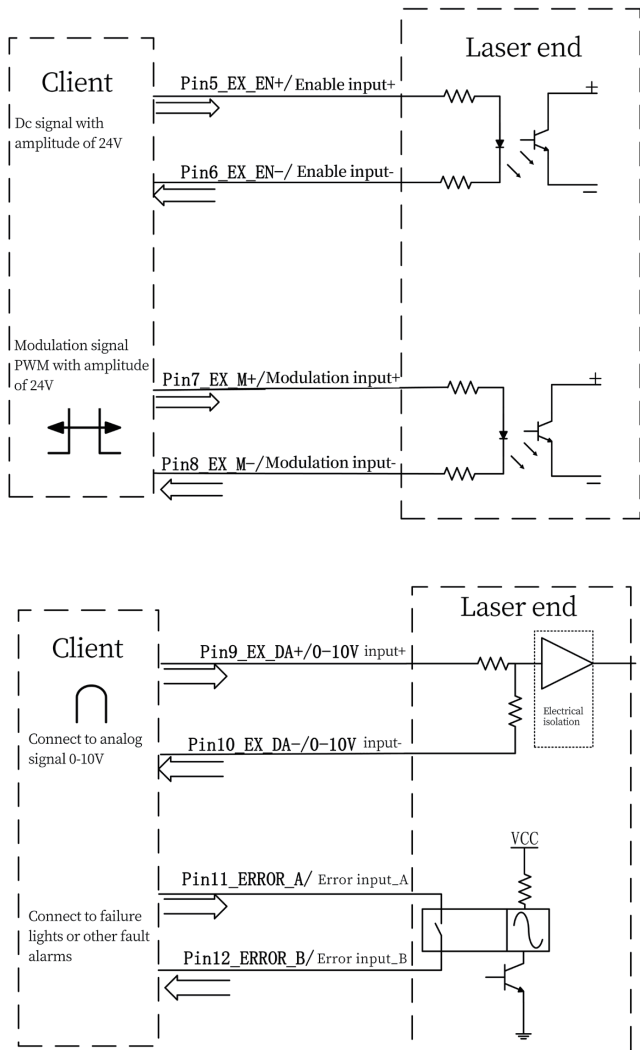 Laser end
Client
Pin5_EX_EN+/Enable input+
Dc signal with
amplitude of 24V
+
Pin6_EX_EN-/ Enable input-
−
Modulation signal
PWM with amplitude
of 24V
Pin7_EX_M+/Modulation input+
+
Pin8_EX_M-/Modulation input-
−
Laser end
Client
Pin9_EX_DA+/0-10V input+
Electrical
isolation
Connect to analog
signal 0-10V
Pin10_EX_DA-/0-10V input-
VCC
Pin11_ERROR_A/ Error input_A
Connect to failure
lights or other fault
alarms
Pin12_ERROR_B/ Error input_B